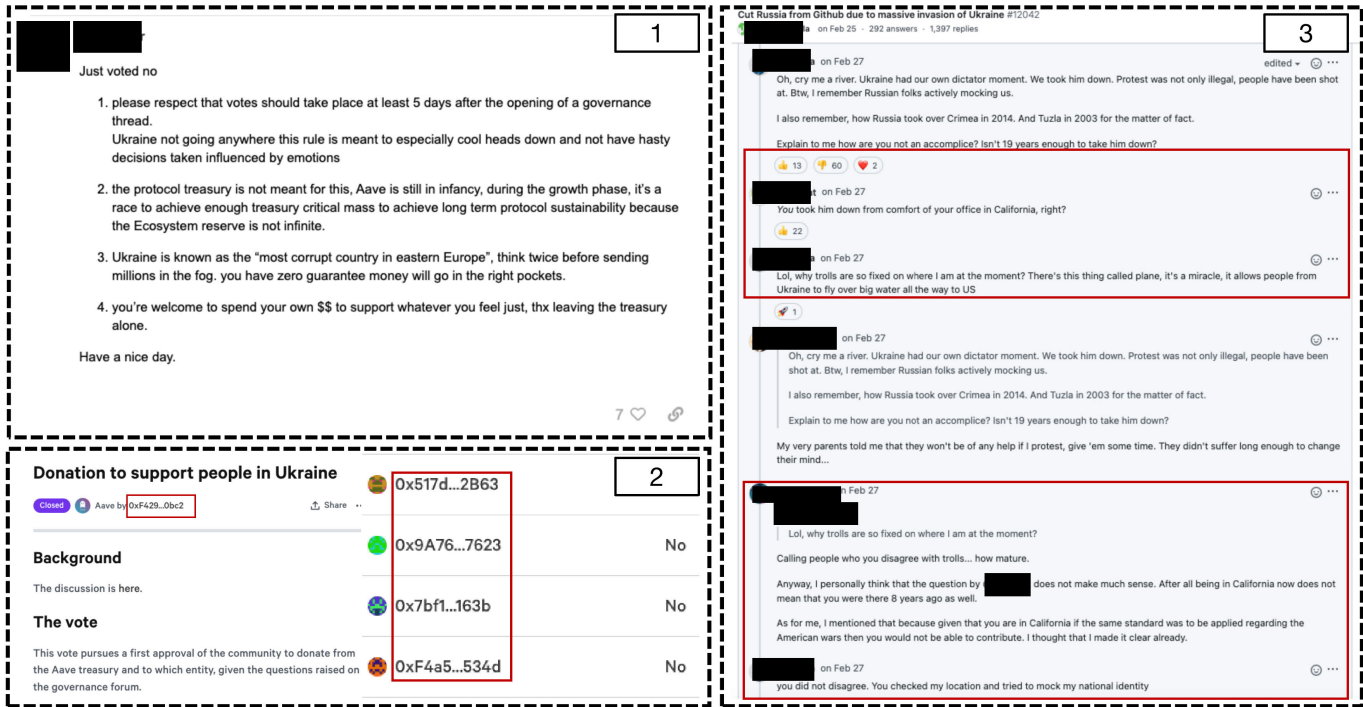 1
Just voted no
1. please respect that votes should take place at least 5 days after the opening of a governance
thread.
Ukraine not going anywhere this rule is meant to especially cool heads down and not have hasty
decisions taken influenced by emotions
2. the protocol treasury is not meant for this, Aave is still in infancy, during the growth phase, it's a
race to achieve enough treasury critical mass to achieve long term protocol sustainability because
the Ecosystem reserve is not infinite.
3. Ukraine is known as the “most corrupt country in eastern Europe”, think twice before sending
millions in the fog. you have zero guarantee money will go in the right pockets.
4. you're welcome to spend your own $$ to support whatever you feel just, thx leaving the treasury
alone.
Have a nice day.
7
2
Donation to support people in Ukraine
Closed Aave by 0xF429...0bc2 Share
Background
The discussion is here.
The vote
This vote pursues a first approval of the community to donate from
the Aave treasury and to which entity, given the questions raised on
the governance forum.
0x517d...2B63
0x9A76...7623 No
0x7bf1...163b No
0xF4a5...534d No
3
Cut Russia from Github due to massive invasion of Ukraine #12042
on Feb 25 · 292 answers · 1,397 replies
on Feb 27 edited
Oh, cry me a river. Ukraine had our own dictator moment. We took him down. Protest was not only illegal, people have been shot
at. Btw, I remember Russian folks actively mocking us.
I also remember, how Russia took over Crimea in 2014. And Tuzla in 2003 for the matter of fact.
Explain to me how are you not an accomplice? Isn't 19 years enough to take him down?
13 60 2
on Feb 27
You took him down from comfort of your office in California, right?
22
on Feb 27
Lol, why trolls are so fixed on where I am at the moment? There's this thing called plane, it's a miracle, it allows people from
Ukraine to fly over big water all the way to US
1
on Feb 27
Oh, cry me a river. Ukraine had our own dictator moment. We took him down. Protest was not only illegal, people have been
shot at. Btw, I remember Russian folks actively mocking us.
I also remember, how Russia took over Crimea in 2014. And Tuzla in 2003 for the matter of fact.
Explain to me how are you not an accomplice? Isn't 19 years enough to take him down?
My very parents told me that they won't be of any help if I protest, give 'em some time. They didn't suffer long enough to change
their mind...
on Feb 27
Lol, why trolls are so fixed on where I am at the moment?
Calling people who you disagree with trolls... how mature.
Anyway, I personally think that the question by does not make much sense. After all being in California now does not
mean that you were there 8 years ago as well.
As for me, I mentioned that because given that you are in California if the same standard was to be applied regarding the
American wars then you would not be able to contribute. I thought that I made it clear already.
on Feb 27
you did not disagree. You checked my location and tried to mock my national identity